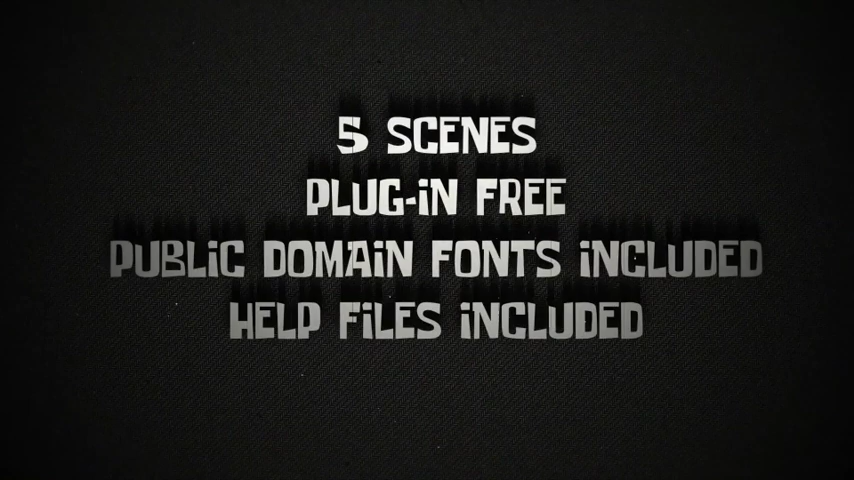 5 SCENES
PLUG-iN FREE
PUBLiC DOMAiN FONTS iNCLUDED
HELP FiLES iNCLUDED